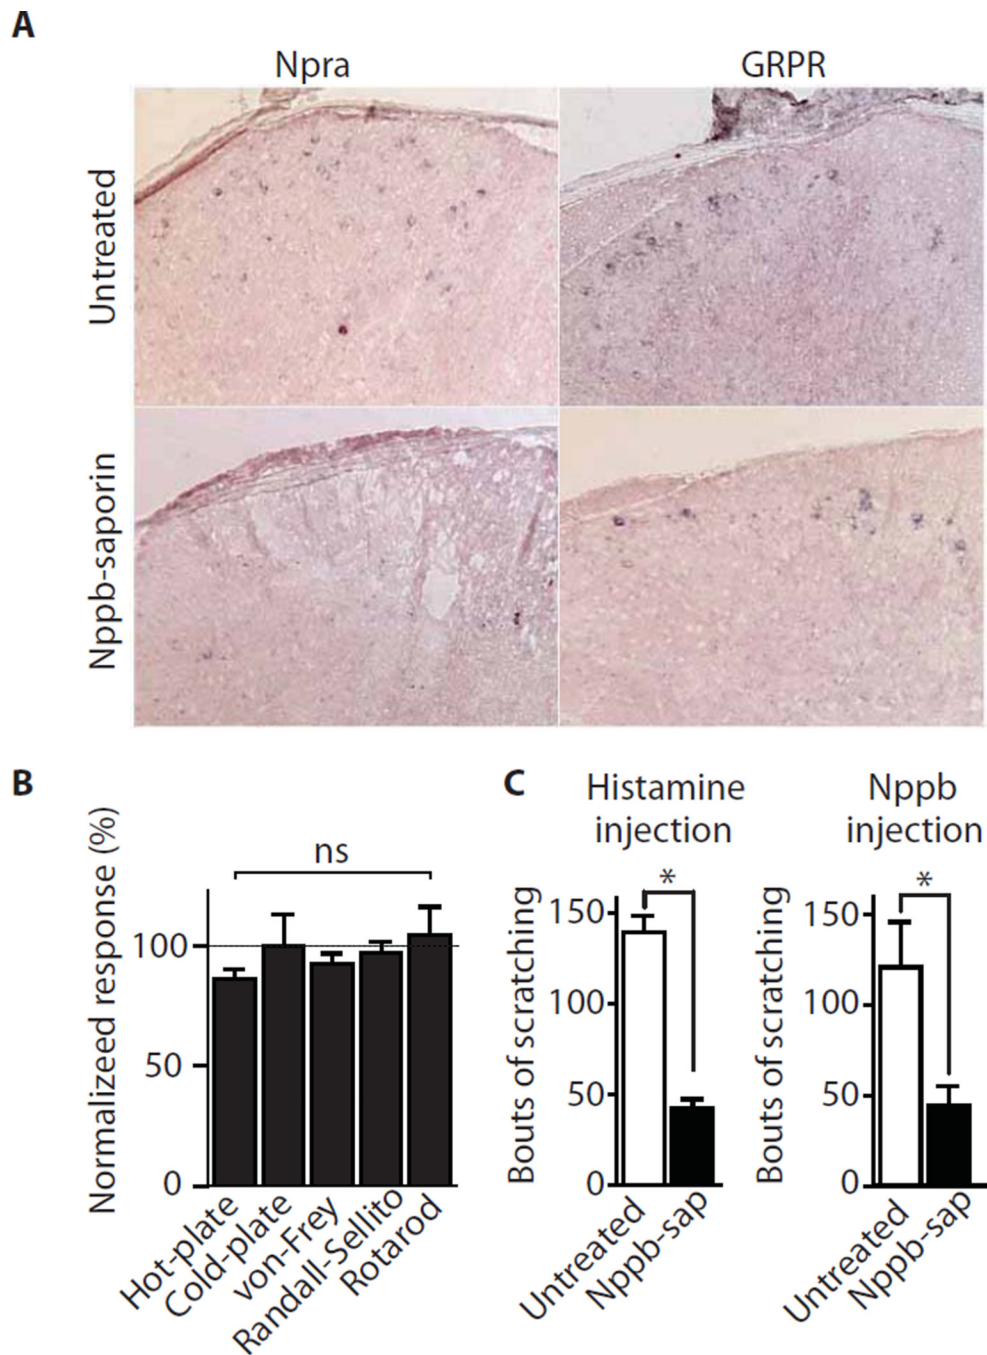 A
Npra
GRPR
Untreated
Nppb-saporin
B
Normalizeed response (%)
ns
100
50
0
Hot-plate
Cold-plate
von-Frey
Randall-Sellito
Rotarod
C
Histamine
injection
Bouts of scratching
*
150
100
50
0
Untreated
Nppb-sap
Nppb
injection
Bouts of scratching
*
150
100
50
0
Untreated
Nppb-sap